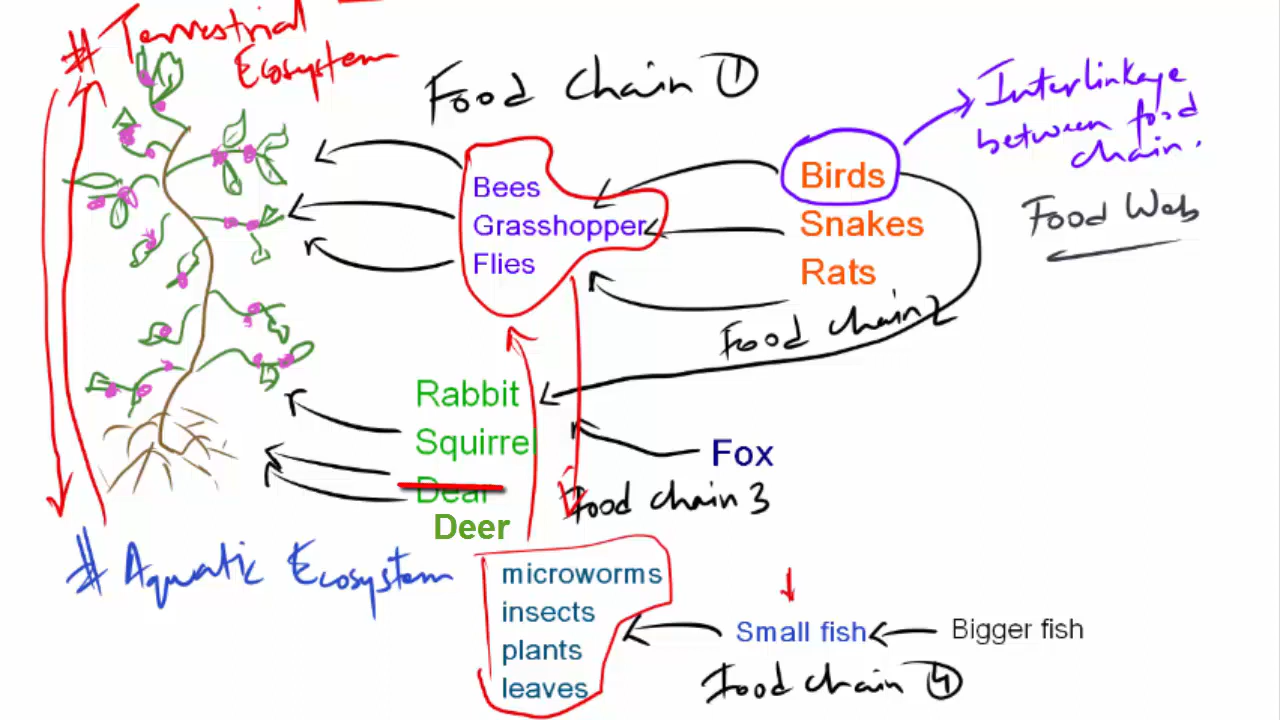 # Terrestrial
Ecosystem
Food Chain ①
Interlinkage
between food
chain.
Food Web
Bees
Grasshopper
Flies
Birds
Snakes
Rats
Food chain 2
Rabbit
Squirrel
Dear
Deer
Fox
Food chain 3
# Aquatic Ecosystem
microworms
insects
plants
leaves
Small fish
Bigger fish
Food chain ④